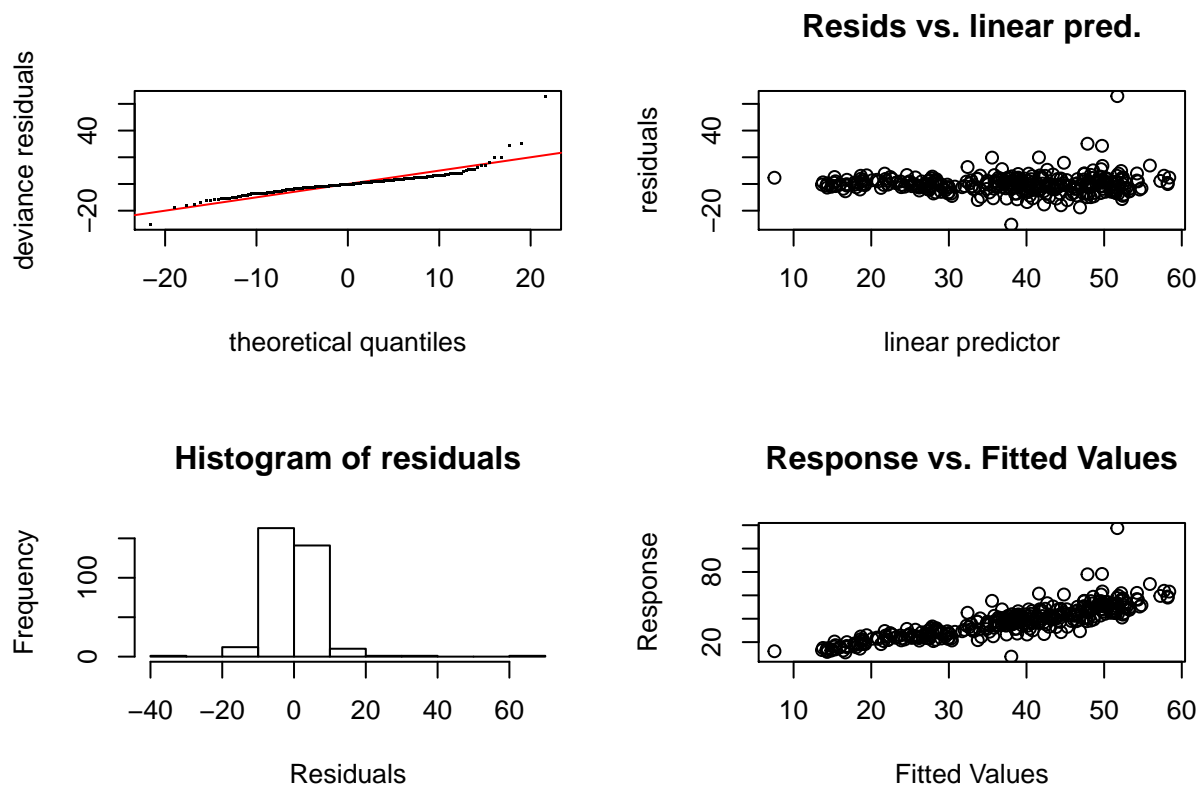 deviance residuals
40
−20
−20
−10
0
10
20
theoretical quantiles
Resids vs. linear pred.
residuals
40
−20
10
20
30
40
50
60
linear predictor
Histogram of residuals
Frequency
100
0
−40
−20
0
20
40
60
Residuals
Response vs. Fitted Values
Response
80
20
10
20
30
40
50
60
Fitted Values